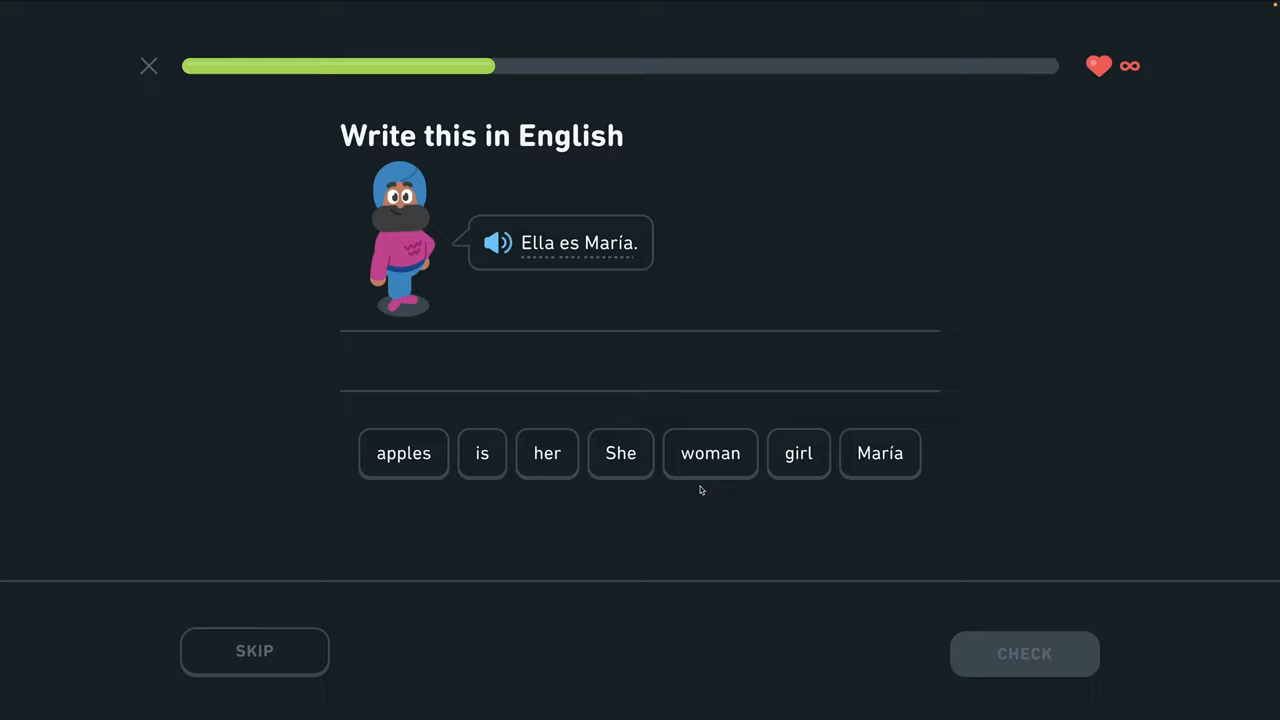 ∞
Write this in English
Ella es María.
apples is her She woman girl María
SKIP CHECK